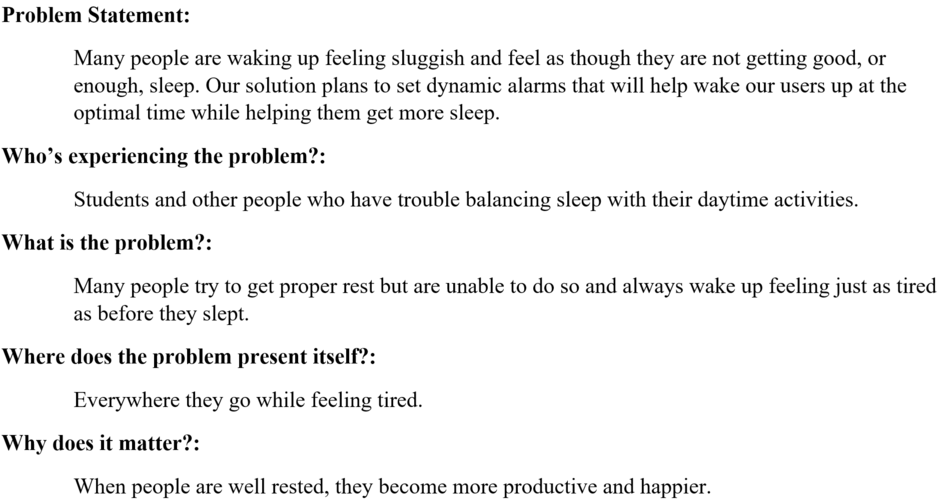 Problem Statement:
Many people are waking up feeling sluggish and feel as though they are not getting good, or
enough, sleep. Our solution plans to set dynamic alarms that will help wake our users up at the
optimal time while helping them get more sleep.
Who’s experiencing the problem?:
Students and other people who have trouble balancing sleep with their daytime activities.
What is the problem?:
Many people try to get proper rest but are unable to do so and always wake up feeling just as tired
as before they slept.
Where does the problem present itself?:
Everywhere they go while feeling tired.
Why does it matter?:
When people are well rested, they become more productive and happier.